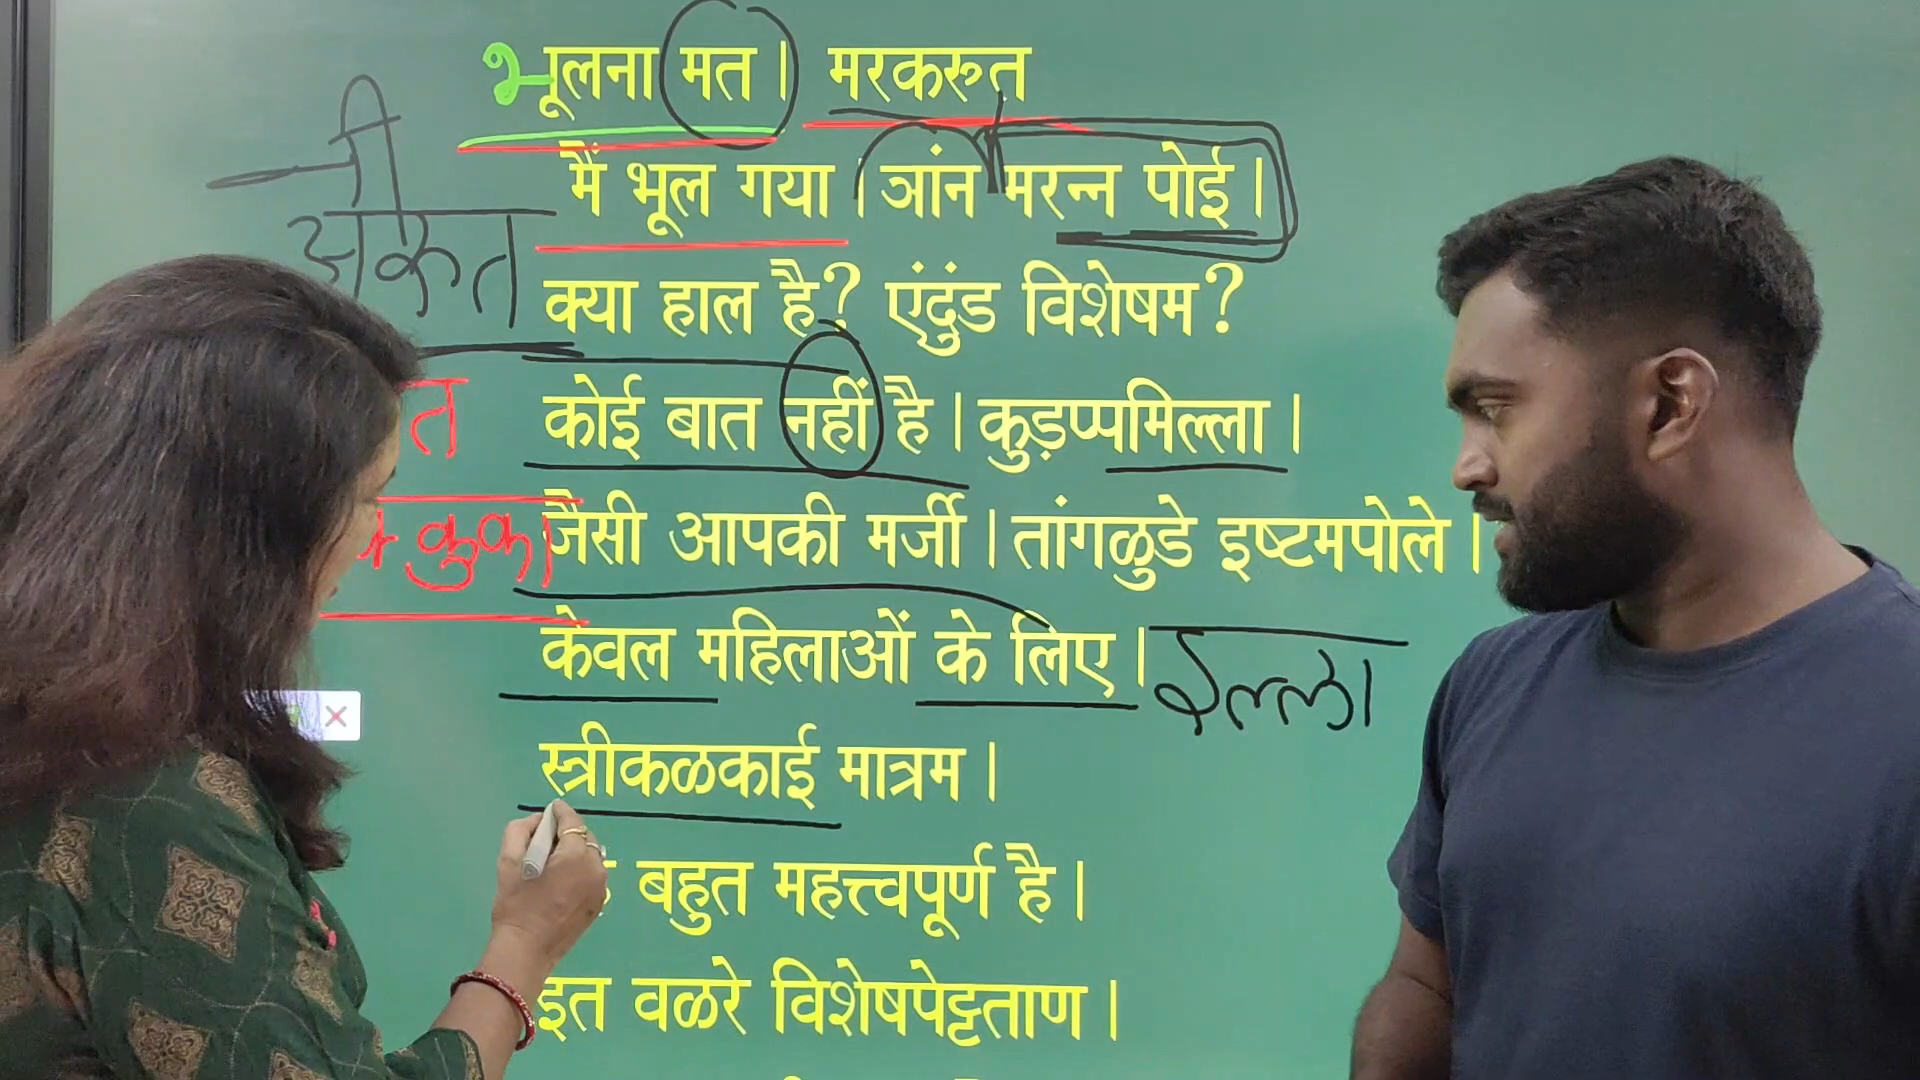 भूलना मत। मरकरुत
मैं भूल गया। ञांन मरन्न पोई।
क्या हाल है? एंदुंड विशेषम?
कोई बात नहीं है। कुड़प्पमिल्ला।
जैसी आपकी मर्जी। तांगळुडे इष्टमपोले।
केवल महिलाओं के लिए। इल्ला
स्त्रीकळकाई मात्रम।
बहुत महत्त्वपूर्ण है।
इत वळरे विशेषपेट्टताण।